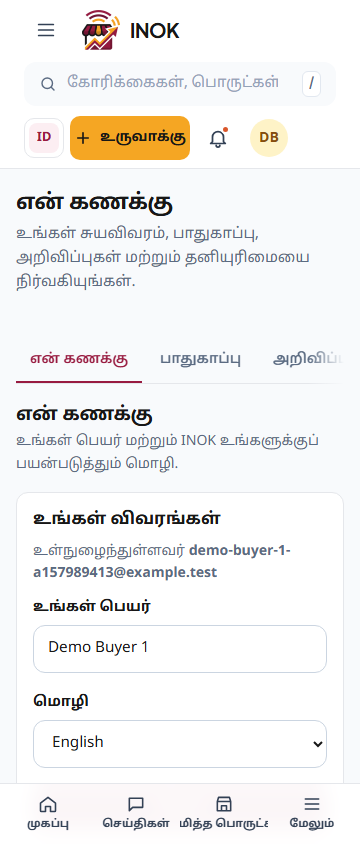 INOK
கோரிக்கைகள், பொருட்கள்
/
ID
+ உருவாக்கு
DB
என் கணக்கு
உங்கள் சுயவிவரம், பாதுகாப்பு,
அறிவிப்புகள் மற்றும் தனியுரிமையை
நிர்வகியுங்கள்.
என் கணக்கு பாதுகாப்பு
என் கணக்கு
உங்கள் பெயர் மற்றும் INOK உங்களுக்குப்
பயன்படுத்தும் மொழி.
உங்கள் விவரங்கள்
உள்நுழைந்துள்ளவர் demo-buyer-1-
a157989413@example.test
உங்கள் பெயர்
Demo Buyer 1
மொழி
English
முகப்பு செய்திகள் மித்த மேலும்